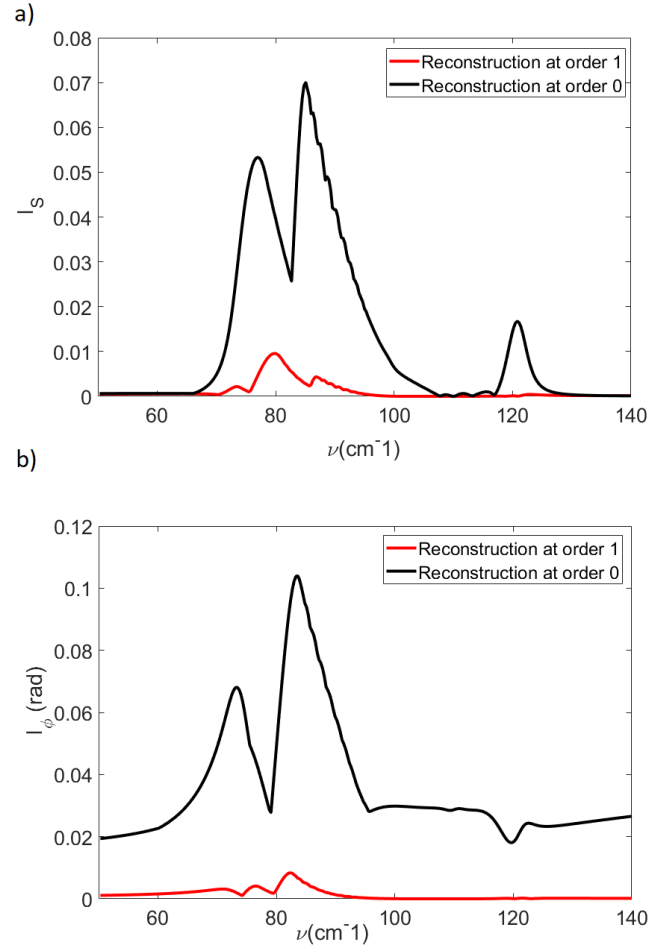 a)
0.08
0.07
0.06
0.05
0.04
0.03
0.02
0.01
0
I_S
Reconstruction at order 1
Reconstruction at order 0
60 80 100 120 140
ν(cm⁻1)
b)
0.12
0.1
0.08
0.06
0.04
0.02
0
I_ϕ (rad)
Reconstruction at order 1
Reconstruction at order 0
60 80 100 120 140
ν(cm⁻1)